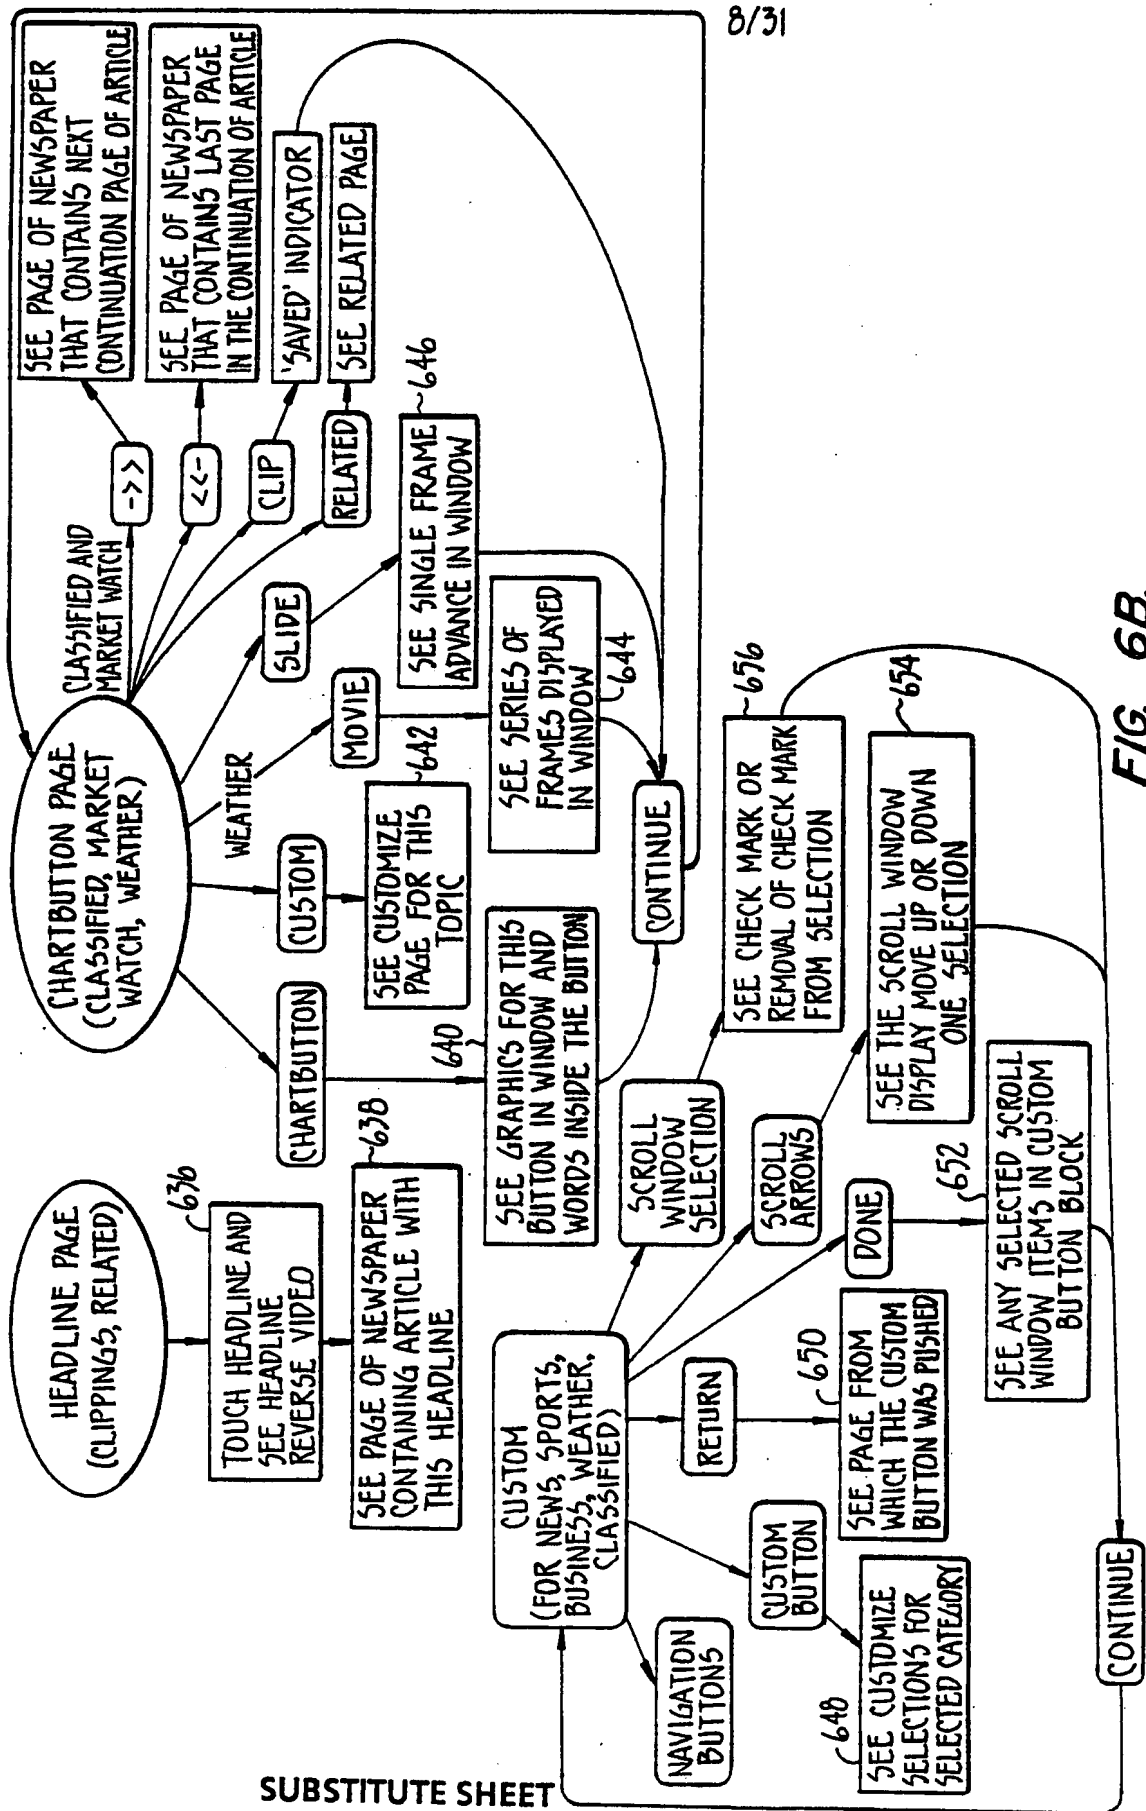 8/31
HEADLINE PAGE
(CLIPPINGS, RELATED)
636
TOUCH HEADLINE AND
SEE HEADLINE
REVERSE VIDEO
638
SEE PAGE OF NEWSPAPER
CONTAINING ARTICLE WITH
THIS HEADLINE
CHARTBUTTON PAGE
(CLASSIFIED, MARKET
WATCH, WEATHER)
CHARTBUTTON
640
SEE GRAPHICS FOR THIS
BUTTON IN WINDOW AND
WORDS INSIDE THE BUTTON
CUSTOM
642
SEE CUSTOMIZE
PAGE FOR THIS
TOPIC
WEATHER
MOVIE
SEE SERIES OF
FRAMES DISPLAYED
IN WINDOW
644
SLIDE
646
SEE SINGLE FRAME
ADVANCE IN WINDOW
CLASSIFIED AND
MARKET WATCH
->>
SEE PAGE OF NEWSPAPER
THAT CONTAINS NEXT
CONTINUATION PAGE OF ARTICLE
<<-
SEE PAGE OF NEWSPAPER
THAT CONTAINS LAST PAGE
IN THE CONTINUATION OF ARTICLE
CLIP
'SAVED' INDICATOR
RELATED
SEE RELATED PAGE
CONTINUE
CUSTOM
(FOR NEWS, SPORTS,
BUSINESS, WEATHER,
CLASSIFIED)
NAVIGATION
BUTTONS
CUSTOM
BUTTON
648
SEE CUSTOMIZE
SELECTIONS FOR
SELECTED CATEGORY
RETURN
650
SEE PAGE FROM
WHICH THE CUSTOM
BUTTON WAS PUSHED
DONE
652
SEE ANY SELECTED SCROLL
WINDOW ITEMS IN CUSTOM
BUTTON BLOCK
SCROLL
ARROWS
654
SEE THE SCROLL WINDOW
DISPLAY MOVE UP OR DOWN
ONE SELECTION
SCROLL
WINDOW
SELECTION
656
SEE CHECK MARK OR
REMOVAL OF CHECK MARK
FROM SELECTION
CONTINUE
FIG. 6B.
SUBSTITUTE SHEET